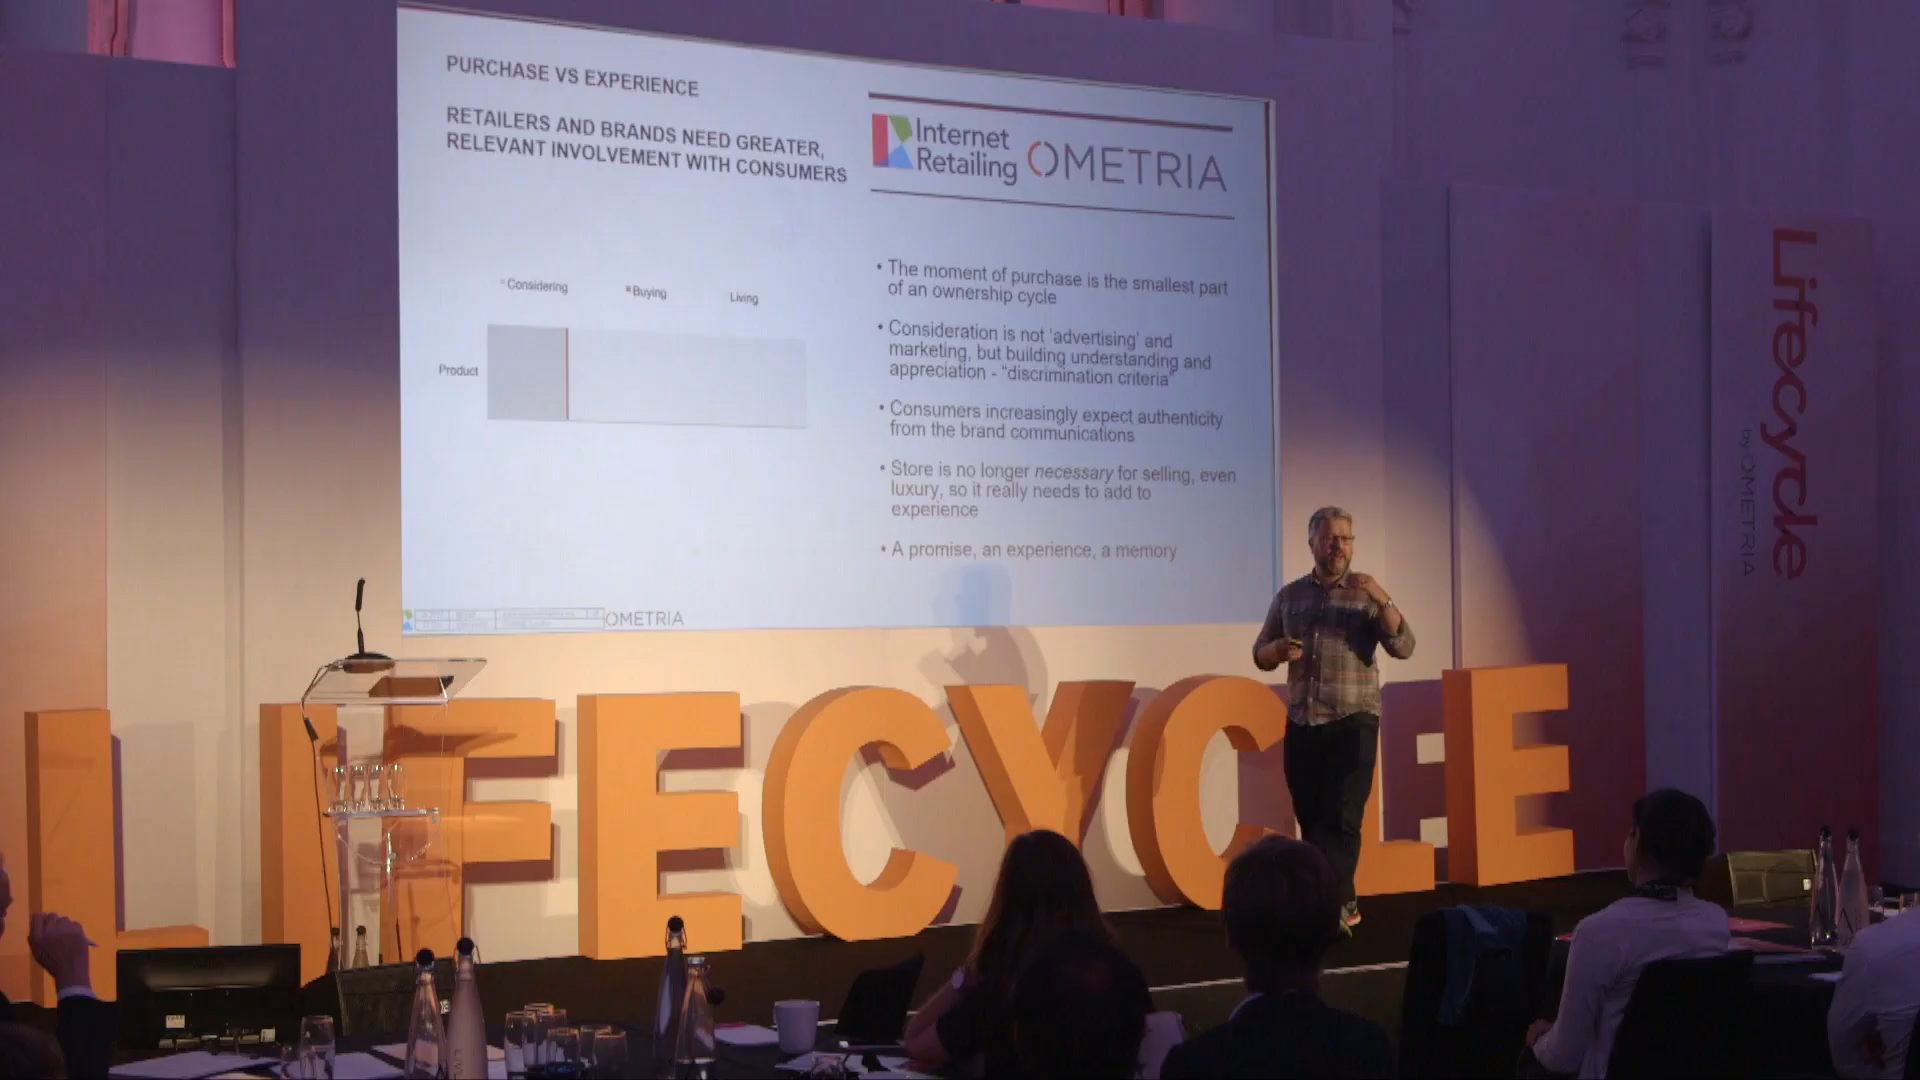 PURCHASE VS EXPERIENCE
RETAILERS AND BRANDS NEED GREATER,
RELEVANT INVOLVEMENT WITH CONSUMERS
Internet
Retailing
OMETRIA
Considering
Buying
Living
Product
• The moment of purchase is the smallest part
of an ownership cycle
• Consideration is not 'advertising' and
marketing, but building understanding and
appreciation - "discrimination criteria"
• Consumers increasingly expect authenticity
from the brand communications
• Store is no longer necessary for selling, even
luxury, so it really needs to add to
experience
• A promise, an experience, a memory
OMETRIA
LIFECYCLE
Lifecycle
by OMETRIA